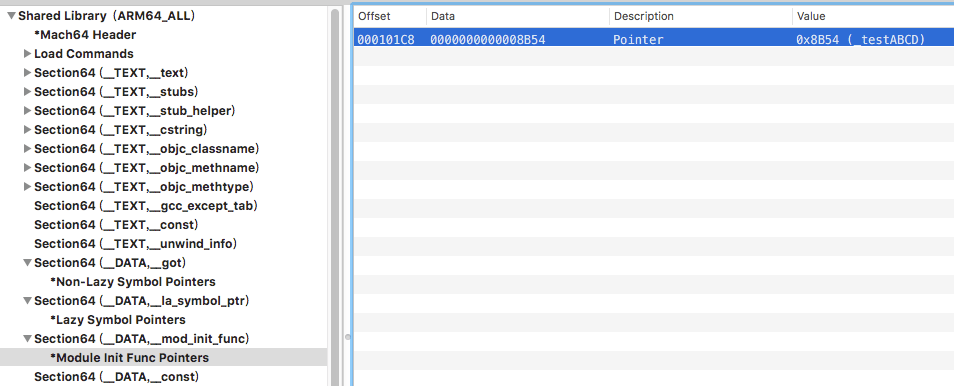 Shared Library (ARM64_ALL)
*Mach64 Header
Load Commands
Section64 (__TEXT,__text)
Section64 (__TEXT,__stubs)
Section64 (__TEXT,__stub_helper)
Section64 (__TEXT,__cstring)
Section64 (__TEXT,__objc_classname)
Section64 (__TEXT,__objc_methname)
Section64 (__TEXT,__objc_methtype)
Section64 (__TEXT,__gcc_except_tab)
Section64 (__TEXT,__const)
Section64 (__TEXT,__unwind_info)
Section64 (__DATA,__got)
*Non-Lazy Symbol Pointers
Section64 (__DATA,__la_symbol_ptr)
*Lazy Symbol Pointers
Section64 (__DATA,__mod_init_func)
*Module Init Func Pointers
Section64 (__DATA,__const)
Offset Data Description Value
000101C8 0000000000008B54 Pointer 0x8B54 (_testABCD)